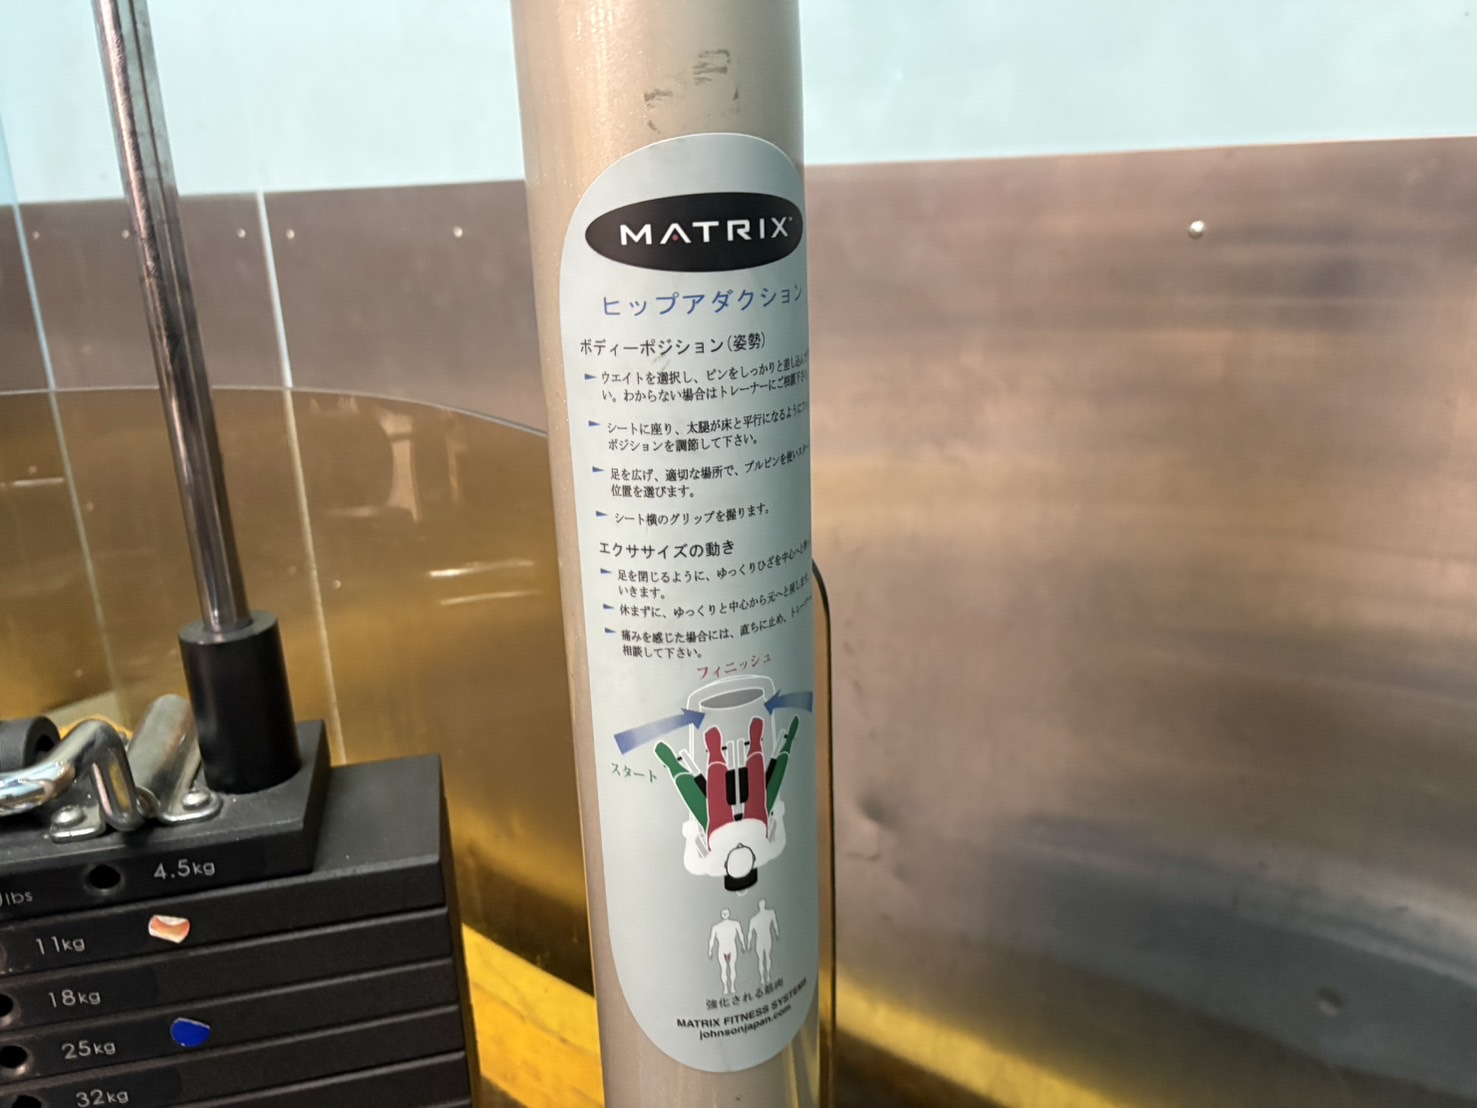 MATRIX
ヒップアダクション
ボディーポジション(姿勢)
ウエイトを選択し、ピンをしっかりと差し込んで
い。わからない場合はトレーナーにご相談下さ
シートに座り、太腿が床と平行になるように
ポジションを調節して下さい。
足を広げ、適切な場所で、プルピンを使いスター
位置を選びます。
シート横のグリップを握ります。
エクササイズの動き
足を閉じるように、ゆっくりひざを中心へと
いきます。
休まずに、ゆっくりと中心から元へと戻します
痛みを感じた場合には、直ちに止め、トレーナー
相談して下さい。
フィニッシュ
スタート
強化される筋肉
MATRIX FITNESS SYSTEMS
johnsonjapan.com
lbs
4.5kg
11kg
18kg
25kg
32kg